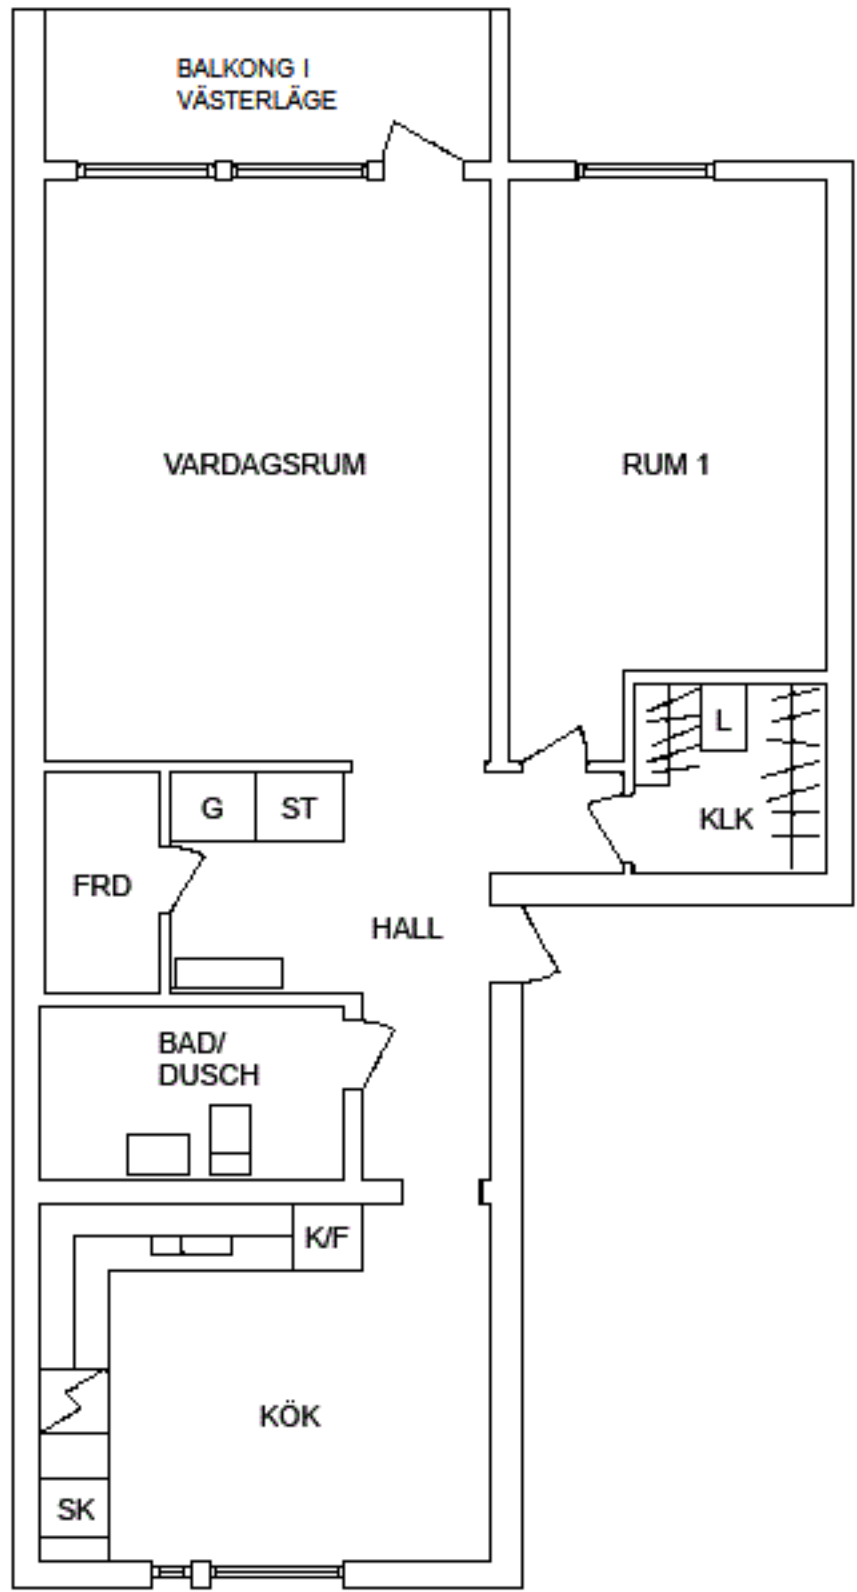 BALKONG I
VÄSTERLÄGE
VARDAGSRUM
RUM 1
L
G
ST
KLK
FRD
HALL
BAD/
DUSCH
K/F
KÖK
SK